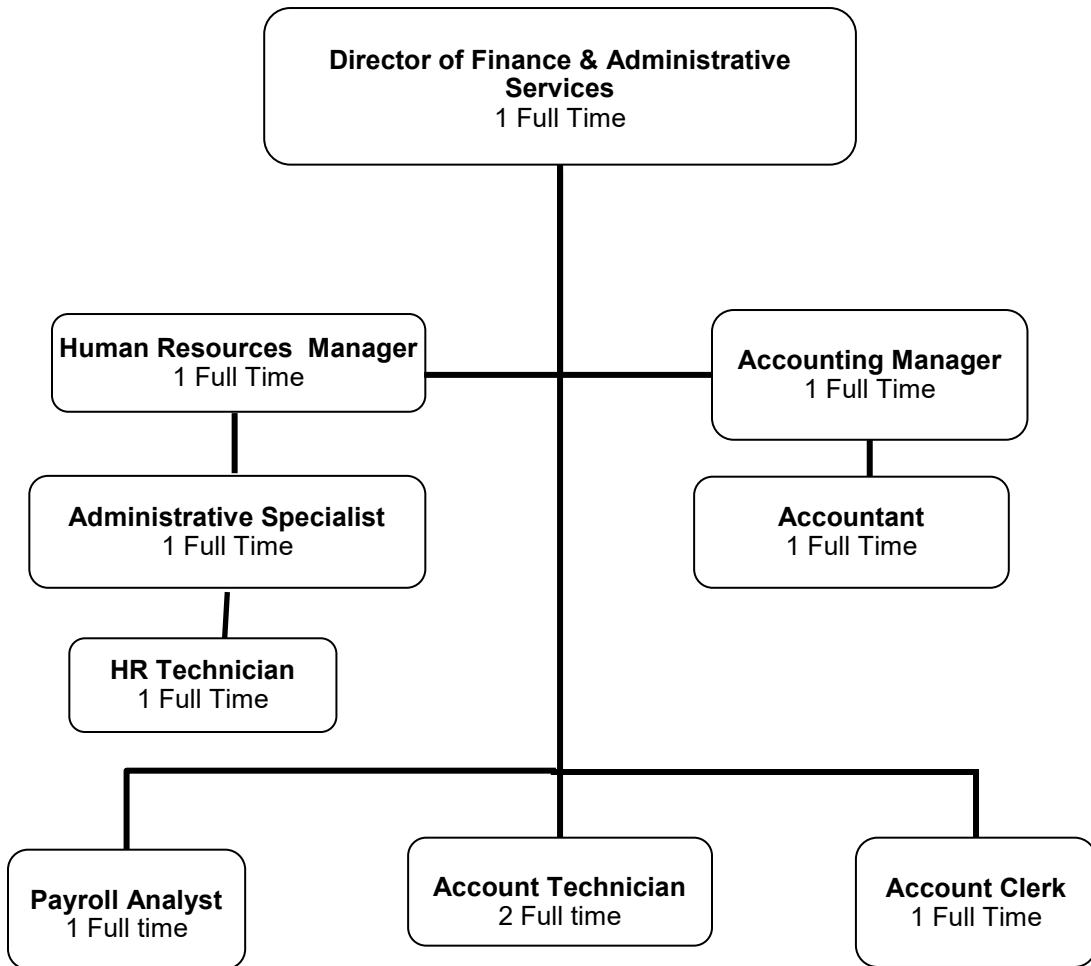 Director of Finance & Administrative
Services
1 Full Time
Human Resources  Manager
1 Full Time
Accounting Manager
1 Full Time
Administrative Specialist
1 Full Time
Accountant
1 Full Time
HR Technician
1 Full Time
Payroll Analyst
1 Full time
Account Technician
2 Full time
Account Clerk
1 Full Time